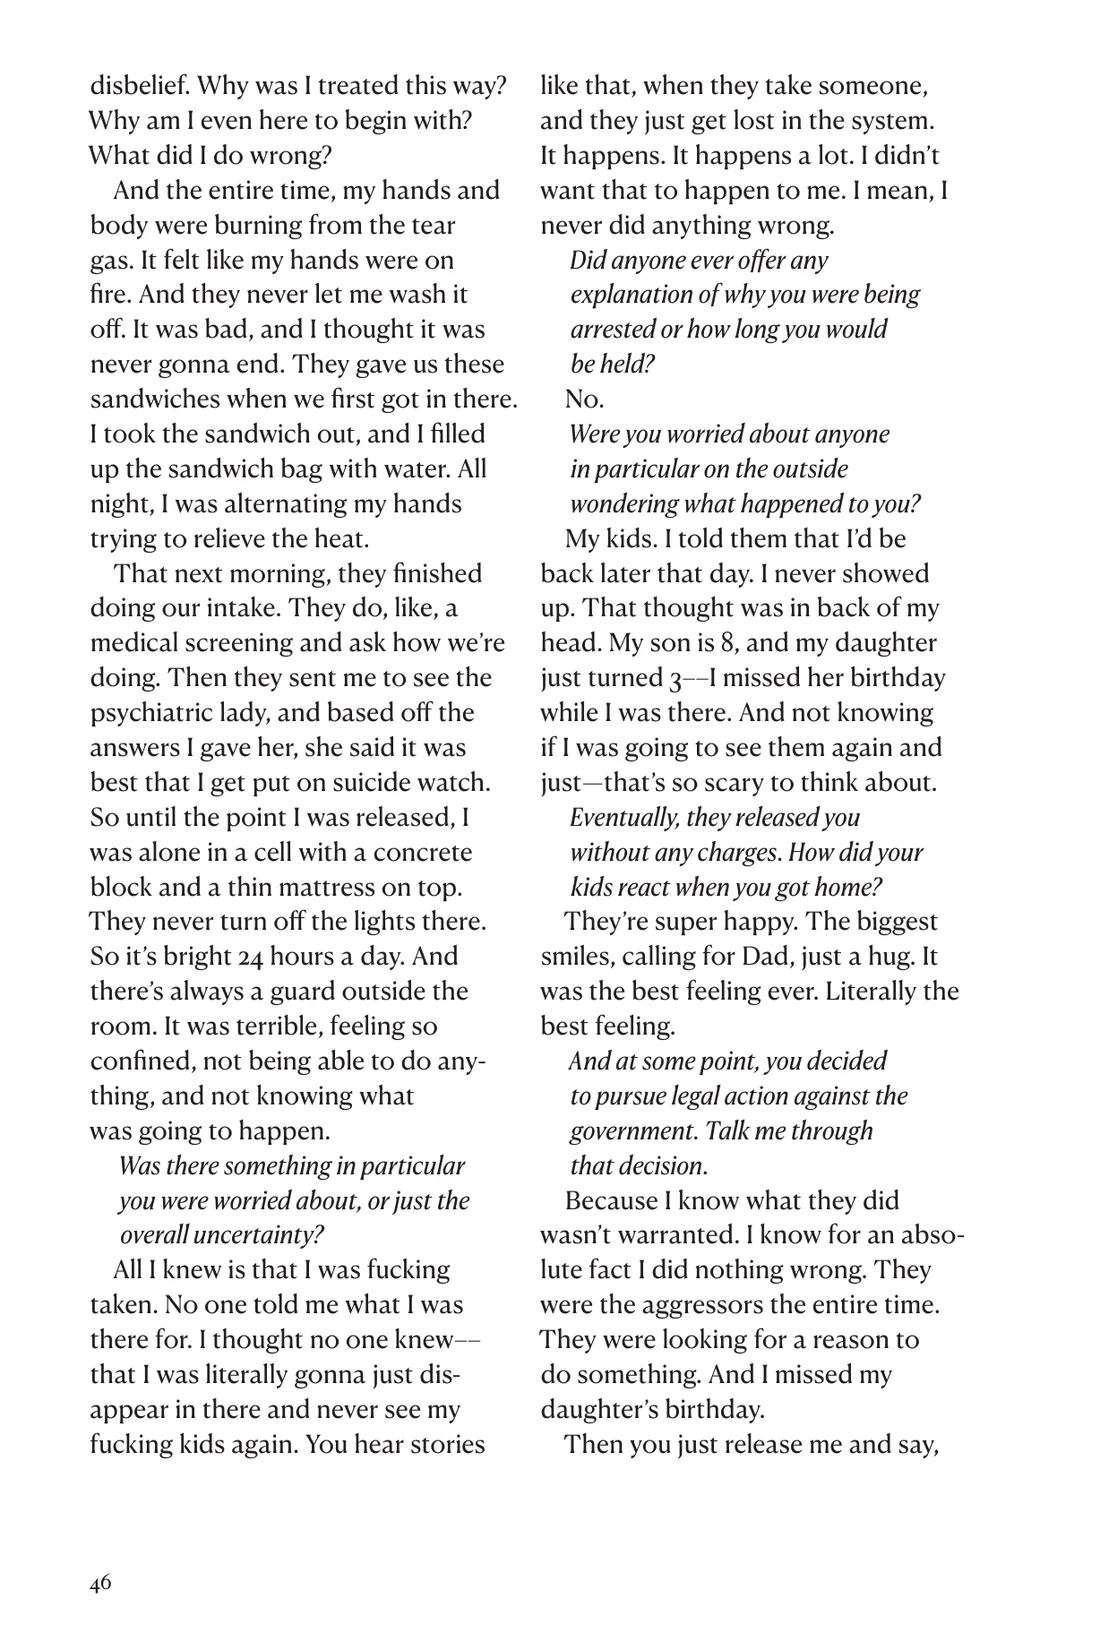 disbelief. Why was I treated this way?
Why am I even here to begin with?
What did I do wrong?
And the entire time, my hands and
body were burning from the tear
gas. It felt like my hands were on
fire. And they never let me wash it
off. It was bad, and I thought it was
never gonna end. They gave us these
sandwiches when we first got in there.
I took the sandwich out, and I filled
up the sandwich bag with water. All
night, I was alternating my hands
trying to relieve the heat.
That next morning, they finished
doing our intake. They do, like, a
medical screening and ask how we’re
doing. Then they sent me to see the
psychiatric lady, and based off the
answers I gave her, she said it was
best that I get put on suicide watch.
So until the point I was released, I
was alone in a cell with a concrete
block and a thin mattress on top.
They never turn off the lights there.
So it’s bright 24 hours a day. And
there’s always a guard outside the
room. It was terrible, feeling so
confined, not being able to do any-
thing, and not knowing what
was going to happen.
Was there something in particular
you were worried about, or just the
overall uncertainty?
All I knew is that I was fucking
taken. No one told me what I was
there for. I thought no one knew––
that I was literally gonna just dis-
appear in there and never see my
fucking kids again. You hear stories
like that, when they take someone,
and they just get lost in the system.
It happens. It happens a lot. I didn’t
want that to happen to me. I mean, I
never did anything wrong.
Did anyone ever offer any
explanation of why you were being
arrested or how long you would
be held?
No.
Were you worried about anyone
in particular on the outside
wondering what happened to you?
My kids. I told them that I’d be
back later that day. I never showed
up. That thought was in back of my
head. My son is 8, and my daughter
just turned 3––I missed her birthday
while I was there. And not knowing
if I was going to see them again and
just—that’s so scary to think about.
Eventually, they released you
without any charges. How did your
kids react when you got home?
They’re super happy. The biggest
smiles, calling for Dad, just a hug. It
was the best feeling ever. Literally the
best feeling.
And at some point, you decided
to pursue legal action against the
government. Talk me through
that decision.
Because I know what they did
wasn’t warranted. I know for an abso-
lute fact I did nothing wrong. They
were the aggressors the entire time.
They were looking for a reason to
do something. And I missed my
daughter’s birthday.
Then you just release me and say,
46